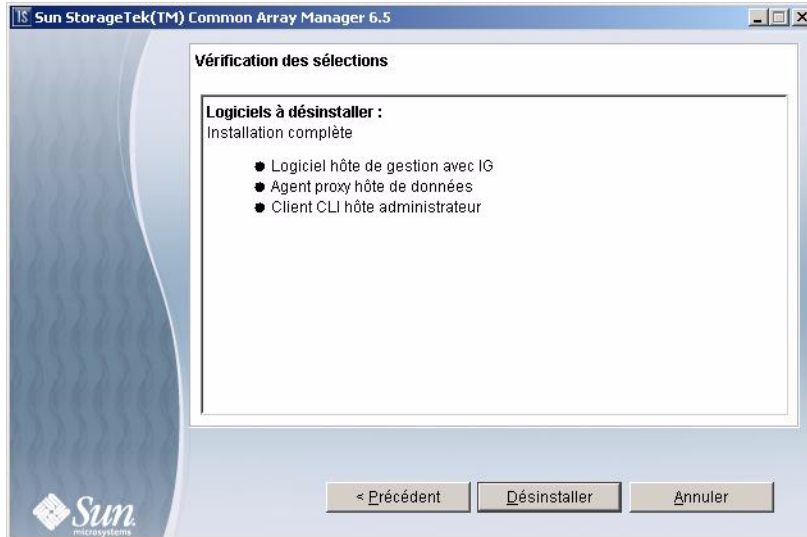 IS Sun StorageTek(TM) Common Array Manager 6.5
Vérification des sélections
Logiciels à désinstaller :
Installation complète
Logiciel hôte de gestion avec IG
Agent proxy hôte de données
Client CLI hôte administrateur
< Précédent Désinstaller Annuler
Sun
microsystems